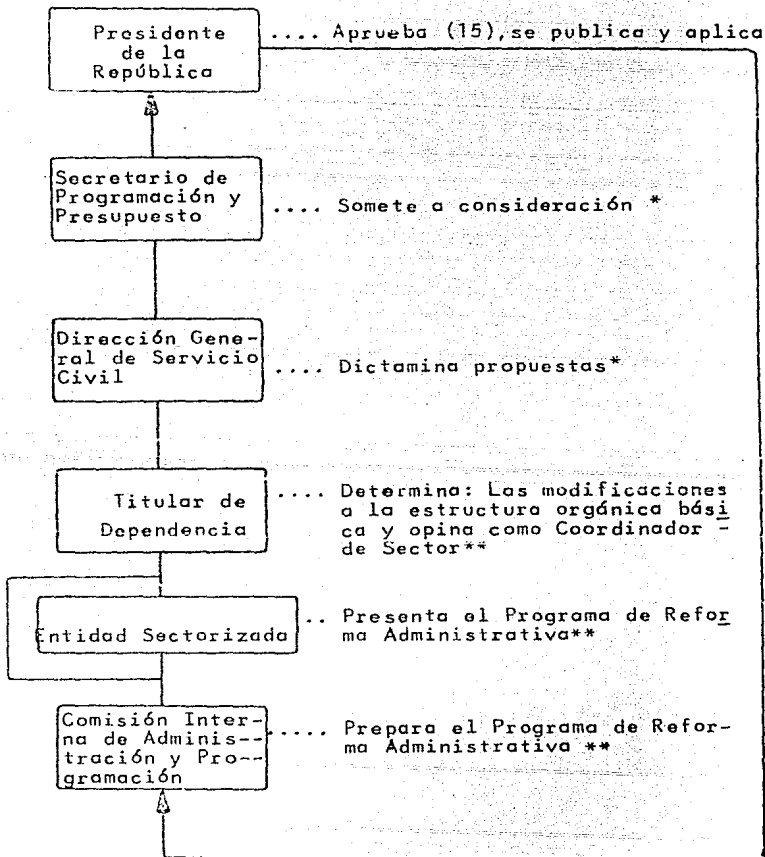 Presidente
de la
República
.... Aprueba (15), se publica y aplica
Secretario de
Programación y
Presupuesto
.... Somete a consideración *
Dirección Gene-
ral de Servicio
Civil
.... Dictamina propuestas*
Titular de
Dependencia
.... Determina: Las modificaciones
a la estructura orgánica bási
ca y opina como Coordinador -
de Sector**
Entidad Sectorizada
.. Presenta el Programa de Refor
ma Administrativa**
Comisión Inter-
na de Adminis--
tración y Pro--
gramación
..... Prepara el Programa de Refor-
ma Administrativa **